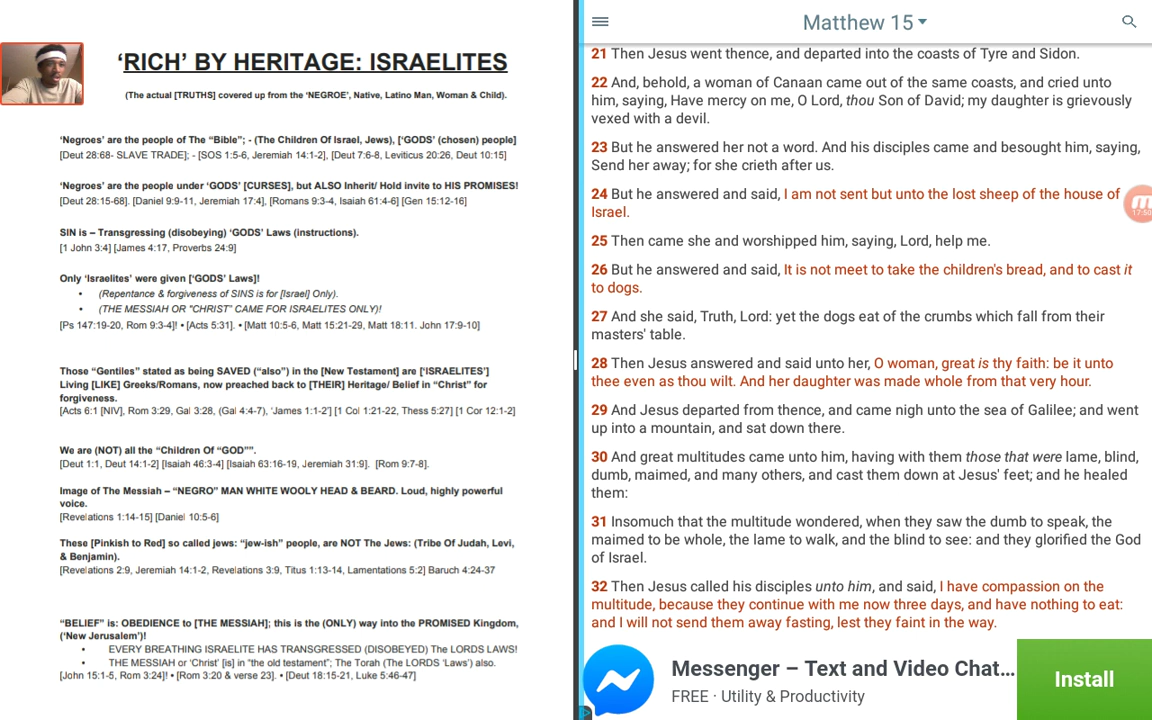 ‘RICH’ BY HERITAGE: ISRAELITES
(The actual [TRUTHS] covered up from the ‘NEGROE’, Native, Latino Man, Woman & Child).
‘Negroes’ are the people of The “Bible”; - (The Children Of Israel, Jews), [‘GODS’ (chosen) people]
[Deut 28:68- SLAVE TRADE]; - [SOS 1:5-6, Jeremiah 14:1-2], [Deut 7:6-8, Leviticus 20:26, Deut 10:15]
‘Negroes’ are the people under ‘GODS’ [CURSES], but ALSO Inherit/ Hold invite to HIS PROMISES!
[Deut 28:15-68]. [Daniel 9:9-11, Jeremiah 17:4], [Romans 9:3-4, Isaiah 61:4-6] [Gen 15:12-16]
SIN is – Transgressing (disobeying) ‘GODS’ Laws (instructions).
[1 John 3:4] [James 4:17, Proverbs 24:9]
Only ‘Israelites’ were given [‘GODS’ Laws]!
• (Repentance & forgiveness of SINS is for [Israel] Only).
• (THE MESSIAH OR "CHRIST" CAME FOR ISRAELITES ONLY)!
[Ps 147:19-20, Rom 9:3-4]! • [Acts 5:31]. • [Matt 10:5-6, Matt 15:21-29, Matt 18:11. John 17:9-10]
Those “Gentiles” stated as being SAVED (“also”) in the [New Testament] are [‘ISRAELITES’]
Living [LIKE] Greeks/Romans, now preached back to [THEIR] Heritage/ Belief in “Christ” for
forgiveness.
[Acts 6:1 [NIV], Rom 3:29, Gal 3:28, (Gal 4:4-7), ‘James 1:1-2’] [1 Col 1:21-22, Thess 5:27] [1 Cor 12:1-2]
We are (NOT) all the “Children Of “GOD””.
[Deut 1:1, Deut 14:1-2] [Isaiah 46:3-4] [Isaiah 63:16-19, Jeremiah 31:9]. [Rom 9:7-8].
Image of The Messiah – “NEGRO” MAN WHITE WOOLY HEAD & BEARD. Loud, highly powerful
voice.
[Revelations 1:14-15] [Daniel 10:5-6]
These [Pinkish to Red] so called jews: “jew-ish” people, are NOT The Jews: (Tribe Of Judah, Levi,
& Benjamin).
[Revelations 2:9, Jeremiah 14:1-2, Revelations 3:9, Titus 1:13-14, Lamentations 5:2] Baruch 4:24-37
“BELIEF” is: OBEDIENCE to [THE MESSIAH]; this is the (ONLY) way into the PROMISED Kingdom,
(‘New Jerusalem’)!
• EVERY BREATHING ISRAELITE HAS TRANSGRESSED (DISOBEYED) The LORDS LAWS!
• THE MESSIAH or ‘Christ’ [is] in “the old testament”; The Torah (The LORDS ‘Laws’) also.
[John 15:1-5, Rom 3:24]! • [Rom 3:20 & verse 23]. • [Deut 18:15-21, Luke 5:46-47]
Matthew 15
21 Then Jesus went thence, and departed into the coasts of Tyre and Sidon.
22 And, behold, a woman of Canaan came out of the same coasts, and cried unto
him, saying, Have mercy on me, O Lord, thou Son of David; my daughter is grievously
vexed with a devil.
23 But he answered her not a word. And his disciples came and besought him, saying,
Send her away; for she crieth after us.
24 But he answered and said, I am not sent but unto the lost sheep of the house of
Israel.
25 Then came she and worshipped him, saying, Lord, help me.
26 But he answered and said, It is not meet to take the children's bread, and to cast it
to dogs.
27 And she said, Truth, Lord: yet the dogs eat of the crumbs which fall from their
masters' table.
28 Then Jesus answered and said unto her, O woman, great is thy faith: be it unto
thee even as thou wilt. And her daughter was made whole from that very hour.
29 And Jesus departed from thence, and came nigh unto the sea of Galilee; and went
up into a mountain, and sat down there.
30 And great multitudes came unto him, having with them those that were lame, blind,
dumb, maimed, and many others, and cast them down at Jesus' feet; and he healed
them:
31 Insomuch that the multitude wondered, when they saw the dumb to speak, the
maimed to be whole, the lame to walk, and the blind to see: and they glorified the God
of Israel.
32 Then Jesus called his disciples unto him, and said, I have compassion on the
multitude, because they continue with me now three days, and have nothing to eat:
and I will not send them away fasting, lest they faint in the way.
17:50
Messenger – Text and Video Chat...
FREE · Utility & Productivity
Install